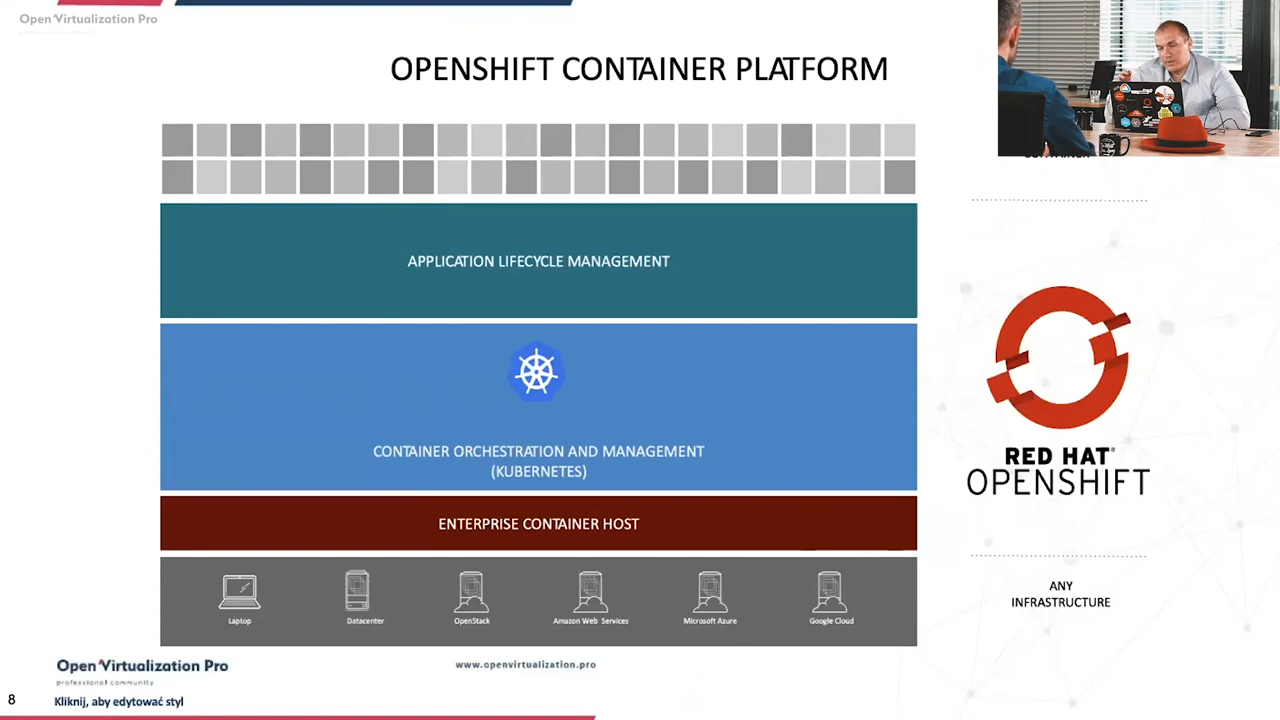 Open Virtualization Pro
OPENSHIFT CONTAINER PLATFORM
APPLICATION LIFECYCLE MANAGEMENT
CONTAINER ORCHESTRATION AND MANAGEMENT
(KUBERNETES)
ENTERPRISE CONTAINER HOST
Laptop
Datacenter
OpenStack
Amazon Web Services
Microsoft Azure
Google Cloud
RED HAT®
OPENSHIFT
ANY
INFRASTRUCTURE
Open Virtualization Pro
professional community
www.openvirtualization.pro
8
Kliknij, aby edytować styl